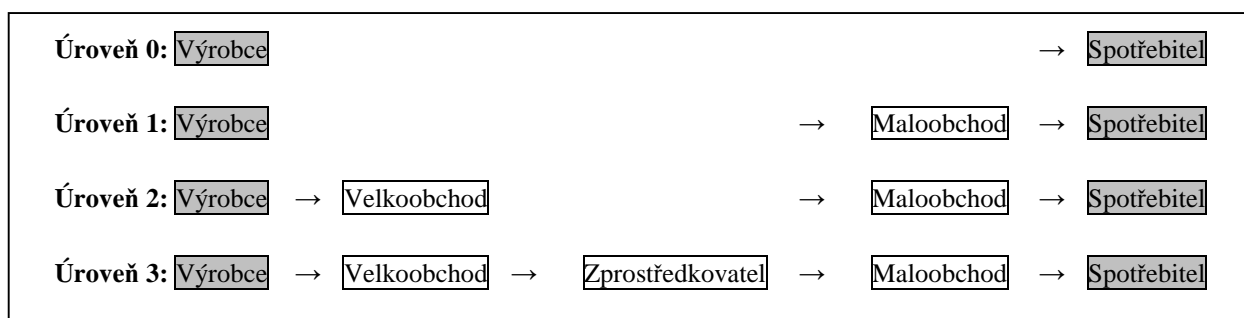 Úroveň 0: Výrobce → Spotřebitel
Úroveň 1: Výrobce → Maloobchod → Spotřebitel
Úroveň 2: Výrobce → Velkoobchod → Maloobchod → Spotřebitel
Úroveň 3: Výrobce → Velkoobchod → Zprostředkovatel → Maloobchod → Spotřebitel